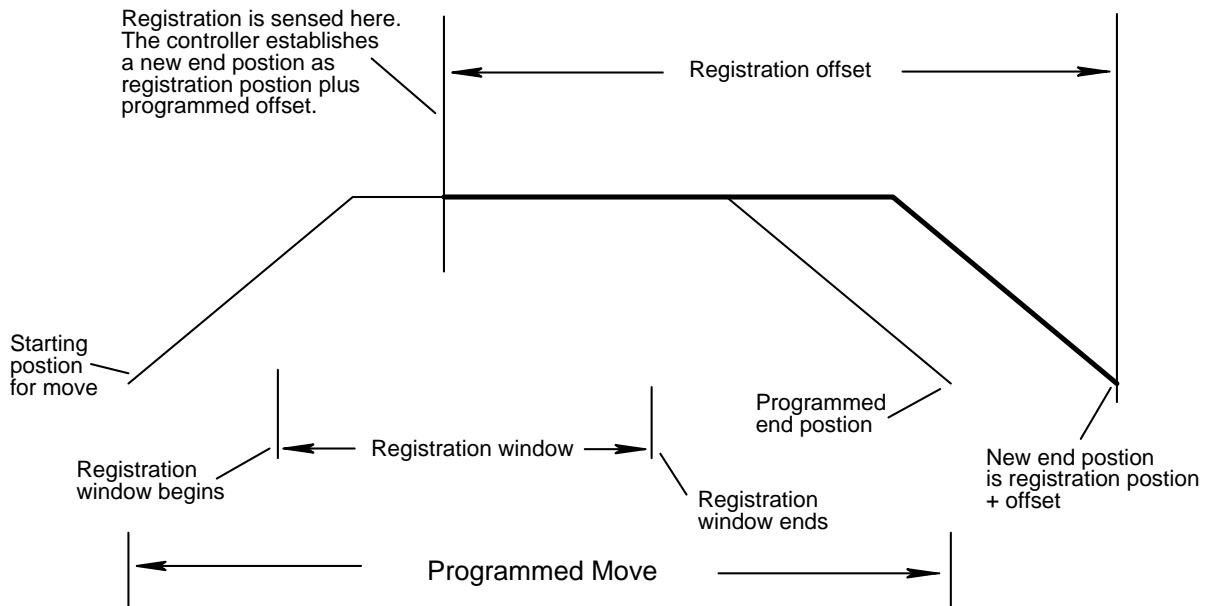 Registration is sensed here.
The controller establishes
a new end postion as
registration postion plus
programmed offset.
Registration offset
Starting
postion
for move
Programmed
end postion
Registration window
Registration
window begins
New end postion
is registration postion
+ offset
Registration
window ends
Programmed Move